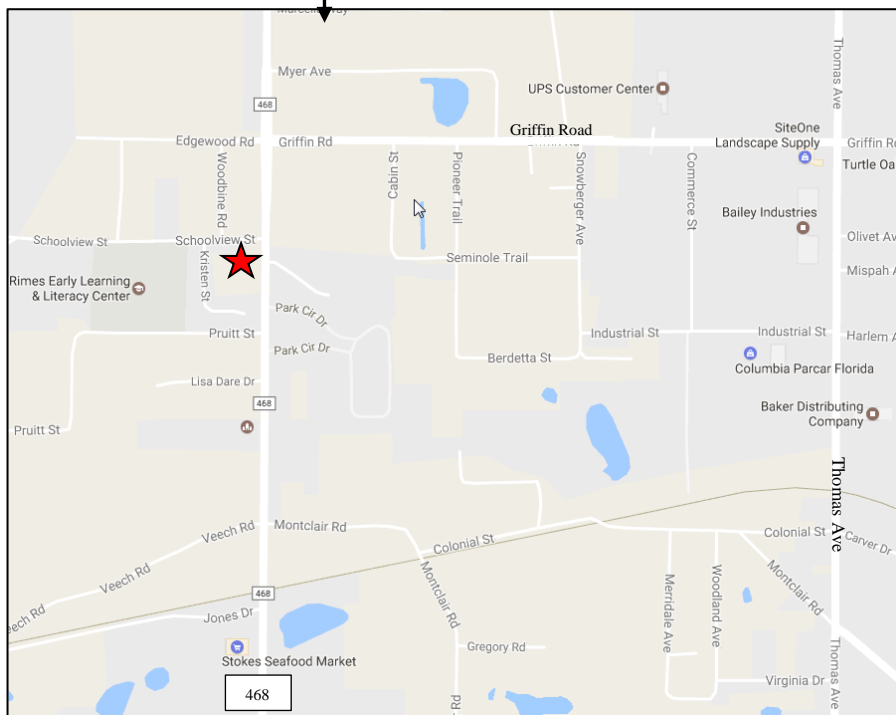 Myer Ave
Thomas Ave
UPS Customer Center
468
Griffin Road
SiteOne
Landscape Supply
Edgewood Rd
Griffin Rd
Turtle Oa
Woodbine Rd
Cabin St
Pioneer Trail
Snowberger Ave
Commerce St
Bailey Industries
Schoolview St
Schoolview St
Olivet Av
Seminole Trail
Mispah A
Kristen St
Rimes Early Learning
& Literacy Center
Park Cir Dr
Pruitt St
Industrial St
Industrial St
Harlem A
Park Cir Dr
Berdetta St
Columbia Parcar Florida
Lisa Dare Dr
468
Baker Distributing
Company
Pruitt St
Thomas Ave
Veech Rd
Montclair Rd
Colonial St
Colonial St
Carver Dr
Veech Rd
Montclair Rd
Merridale Ave
Woodland Ave
Montclair Rd
468
eech Rd
Jones Dr
Gregory Rd
Thomas Ave
Stokes Seafood Market
Virginia Dr
468
Rd